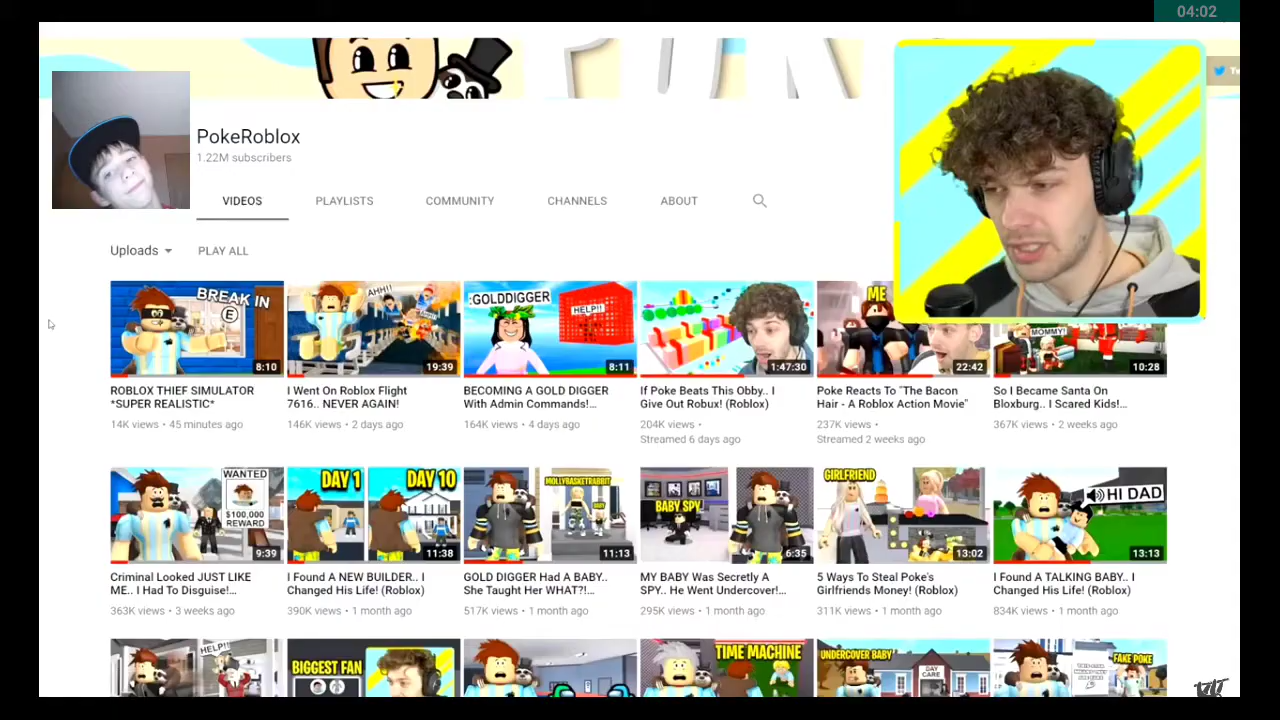 04:02
FUN
Tw
PokeRoblox
1.22M subscribers
VIDEOS PLAYLISTS COMMUNITY CHANNELS ABOUT
Uploads PLAY ALL
BREAK IN
E
8:10
AHH!!
19:39
:GOLDDIGGER
HELP!!
8:11
1:47:30
ME
22:42
MOMMY!
10:28
ROBLOX THIEF SIMULATOR
*SUPER REALISTIC*
14K views • 45 minutes ago
I Went On Roblox Flight
7616.. NEVER AGAIN!
146K views • 2 days ago
BECOMING A GOLD DIGGER
With Admin Commands!...
164K views • 4 days ago
If Poke Beats This Obby.. I
Give Out Robux! (Roblox)
204K views •
Streamed 6 days ago
Poke Reacts To "The Bacon
Hair - A Roblox Action Movie"
237K views •
Streamed 2 weeks ago
So I Became Santa On
Bloxburg.. I Scared Kids!...
367K views • 2 weeks ago
WANTED
$100,000
REWARD
9:39
DAY 1
DAY 10
11:38
MOLLYBASKETRABBIT
BABY
11:13
BABY SPY
6:35
GIRLFRIEND
13:02
HI DAD
13:13
Criminal Looked JUST LIKE
ME.. I Had To Disguise!...
363K views • 3 weeks ago
I Found A NEW BUILDER.. I
Changed His Life! (Roblox)
390K views • 1 month ago
GOLD DIGGER Had A BABY..
She Taught Her WHAT?!...
517K views • 1 month ago
MY BABY Was Secretly A
SPY.. He Went Undercover!...
295K views • 1 month ago
5 Ways To Steal Poke's
Girlfriends Money! (Roblox)
311K views • 1 month ago
I Found A TALKING BABY.. I
Changed His Life! (Roblox)
834K views • 1 month ago
HELP!!
BIGGEST FAN
TIME MACHINE
UNDERCOVER BABY
DAY
CARE
FAKE POKE